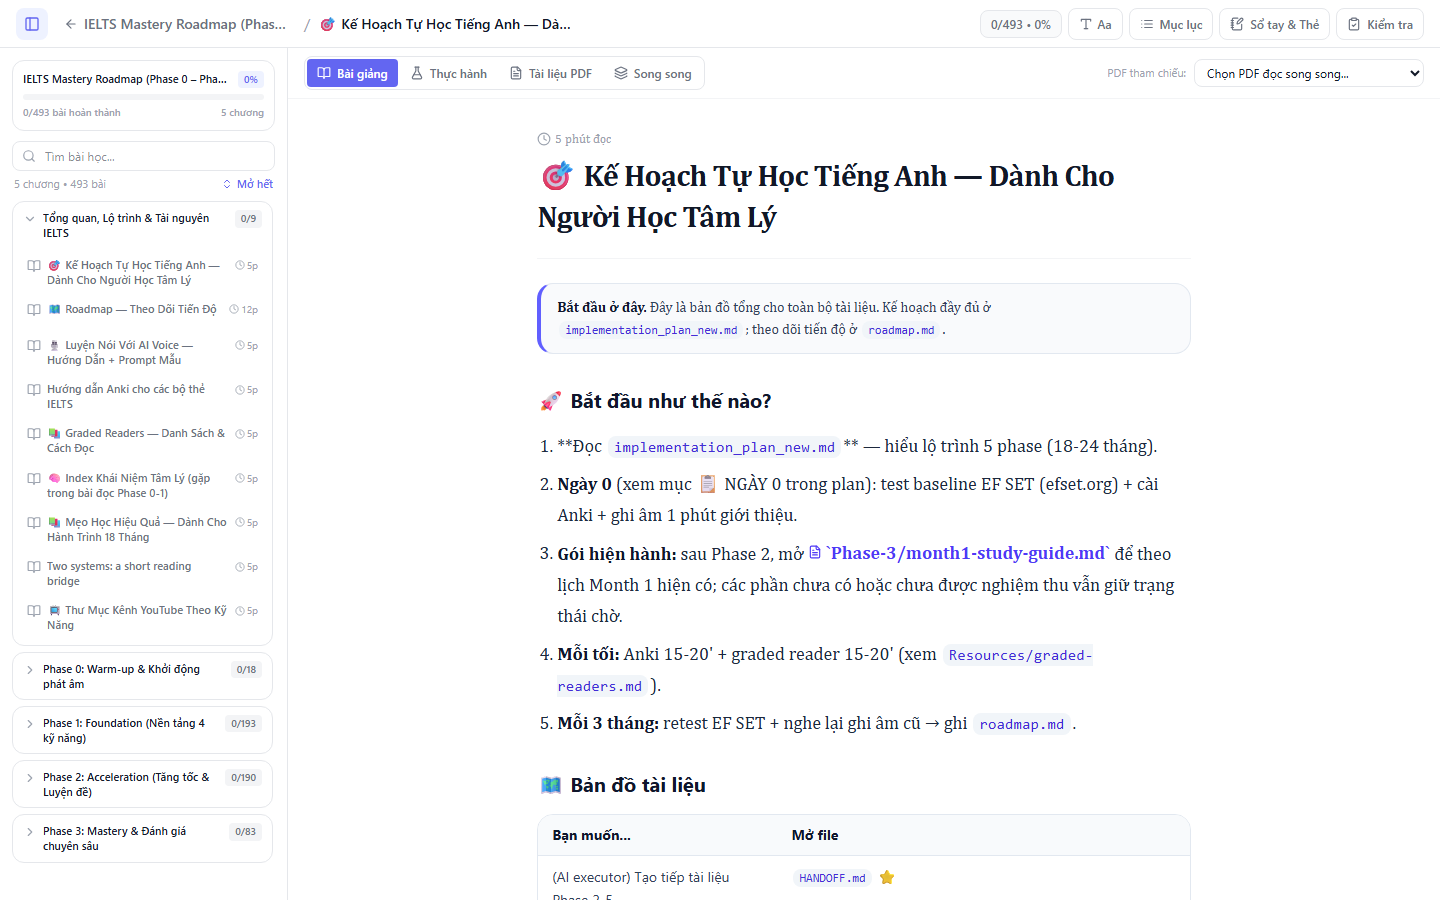 IELTS Mastery Roadmap (Phas...
/
🎯 Kế Hoạch Tự Học Tiếng Anh — Dà...
0/493 • 0%
Aa
Mục lục
Sổ tay & Thẻ
Kiểm tra
IELTS Mastery Roadmap (Phase 0 – Pha...
0%
0/493 bài hoàn thành
5 chương
Tìm bài học...
5 chương • 493 bài
Mở hết
Tổng quan, Lộ trình & Tài nguyên
IELTS
0/9
🎯 Kế Hoạch Tự Học Tiếng Anh —
Dành Cho Người Học Tâm Lý
5p
🗺️ Roadmap — Theo Dõi Tiến Độ
12p
🎙️ Luyện Nói Với AI Voice —
Hướng Dẫn + Prompt Mẫu
5p
Hướng dẫn Anki cho các bộ thẻ
IELTS
5p
📚 Graded Readers — Danh Sách &
Cách Đọc
5p
🧠 Index Khái Niệm Tâm Lý (gặp
trong bài đọc Phase 0-1)
5p
📚 Mẹo Học Hiệu Quả — Dành Cho
Hành Trình 18 Tháng
5p
Two systems: a short reading
bridge
5p
📺 Thư Mục Kênh YouTube Theo Kỹ
Năng
5p
Phase 0: Warm-up & Khởi động
phát âm
0/18
Phase 1: Foundation (Nền tảng 4
kỹ năng)
0/193
Phase 2: Acceleration (Tăng tốc &
Luyện đề)
0/190
Phase 3: Mastery & Đánh giá
chuyên sâu
0/83
Bài giảng
Thực hành
Tài liệu PDF
Song song
PDF tham chiếu:
Chọn PDF đọc song song...
5 phút đọc
🎯 Kế Hoạch Tự Học Tiếng Anh — Dành Cho
Người Học Tâm Lý
Bắt đầu ở đây. Đây là bản đồ tổng cho toàn bộ tài liệu. Kế hoạch đầy đủ ở
implementation_plan_new.md ; theo dõi tiến độ ở roadmap.md .
🚀 Bắt đầu như thế nào?
1. **Đọc implementation_plan_new.md ** — hiểu lộ trình 5 phase (18-24 tháng).
2. Ngày 0 (xem mục 📋 NGÀY 0 trong plan): test baseline EF SET (efset.org) + cài
Anki + ghi âm 1 phút giới thiệu.
3. Gói hiện hành: sau Phase 2, mở `Phase-3/month1-study-guide.md` để theo
lịch Month 1 hiện có; các phần chưa có hoặc chưa được nghiệm thu vẫn giữ trạng
thái chờ.
4. Mỗi tối: Anki 15-20' + graded reader 15-20' (xem Resources/graded-
readers.md ).
5. Mỗi 3 tháng: retest EF SET + nghe lại ghi âm cũ → ghi roadmap.md .
🗺️ Bản đồ tài liệu
Bạn muốn...
Mở file
(AI executor) Tạo tiếp tài liệu
HANDOFF.md ⭐
Phase 2-5